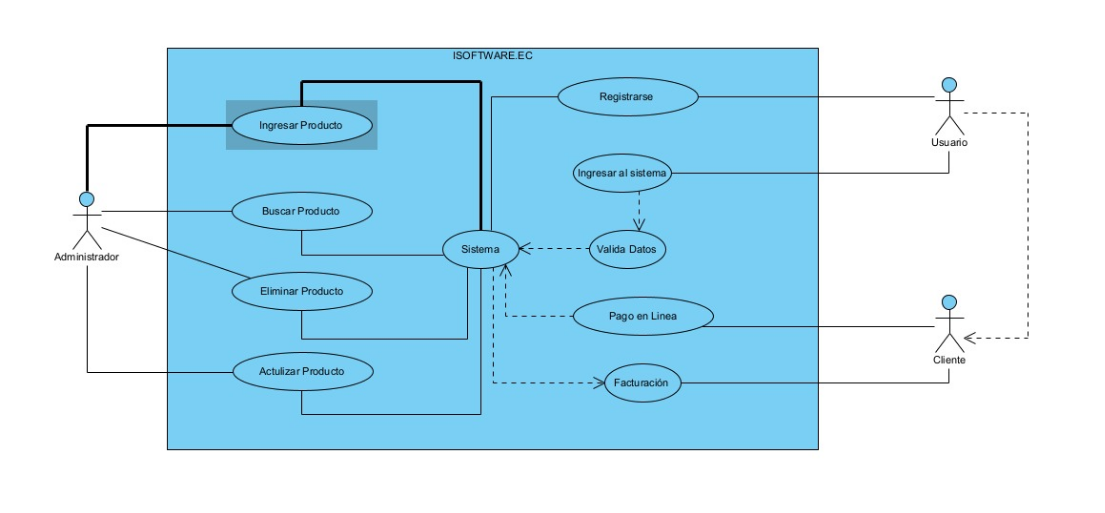 ISOFTWARE.EC
Registrarse
Ingresar Producto
Usuario
Ingresar al sistema
Buscar Producto
Sistema
Valida Datos
Administrador
Eliminar Producto
Pago en Linea
Cliente
Actulizar Producto
Facturación